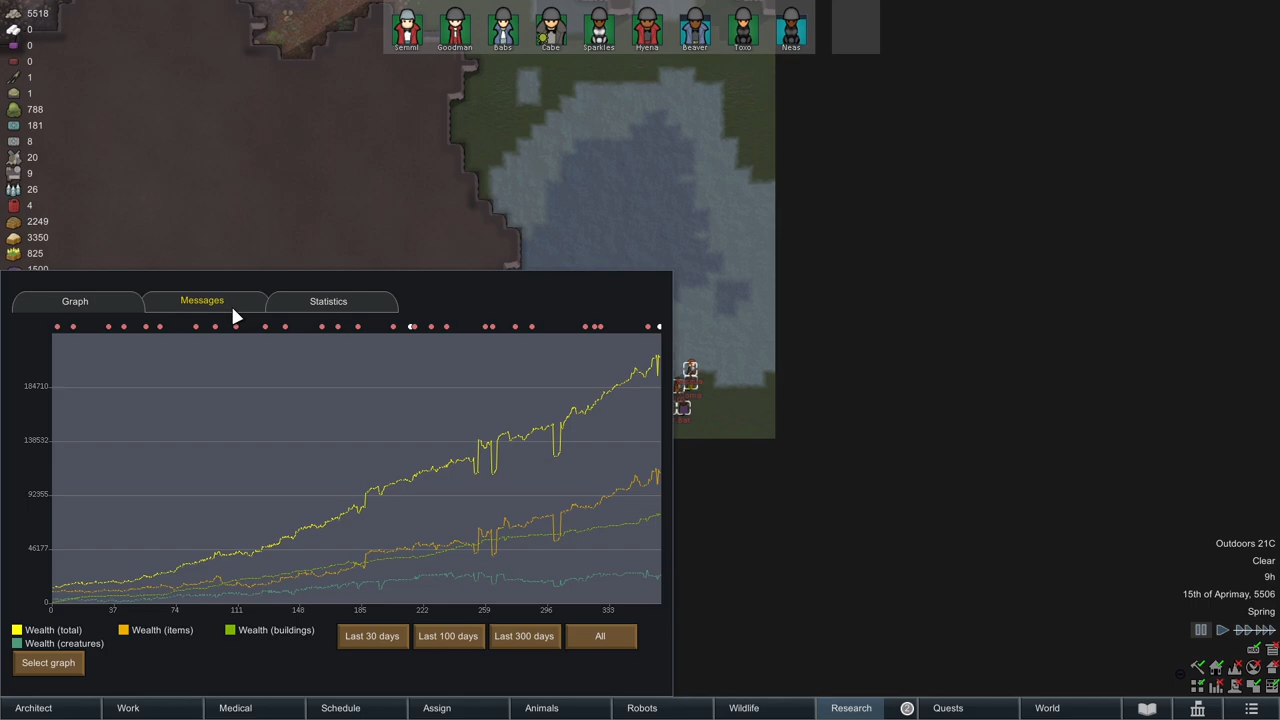 5518
0
0
0
1
1
788
181
8
20
9
26
4
2249
3350
825
1500
Semml Goodman Babs Cabe Sparkles Hyena Beaver Toxo Neas
Graph Messages Statistics
184710
138532
92355
46177
0
0 37 74 111 148 185 222 259 296 333
Wealth (total) Wealth (items) Wealth (buildings)
Wealth (creatures)
Last 30 days Last 100 days Last 300 days All
Select graph
Outdoors 21C
Clear
9h
15th of Aprimay, 5506
Spring
Architect Work Medical Schedule Assign Animals Robots Wildlife Research 2 Quests World